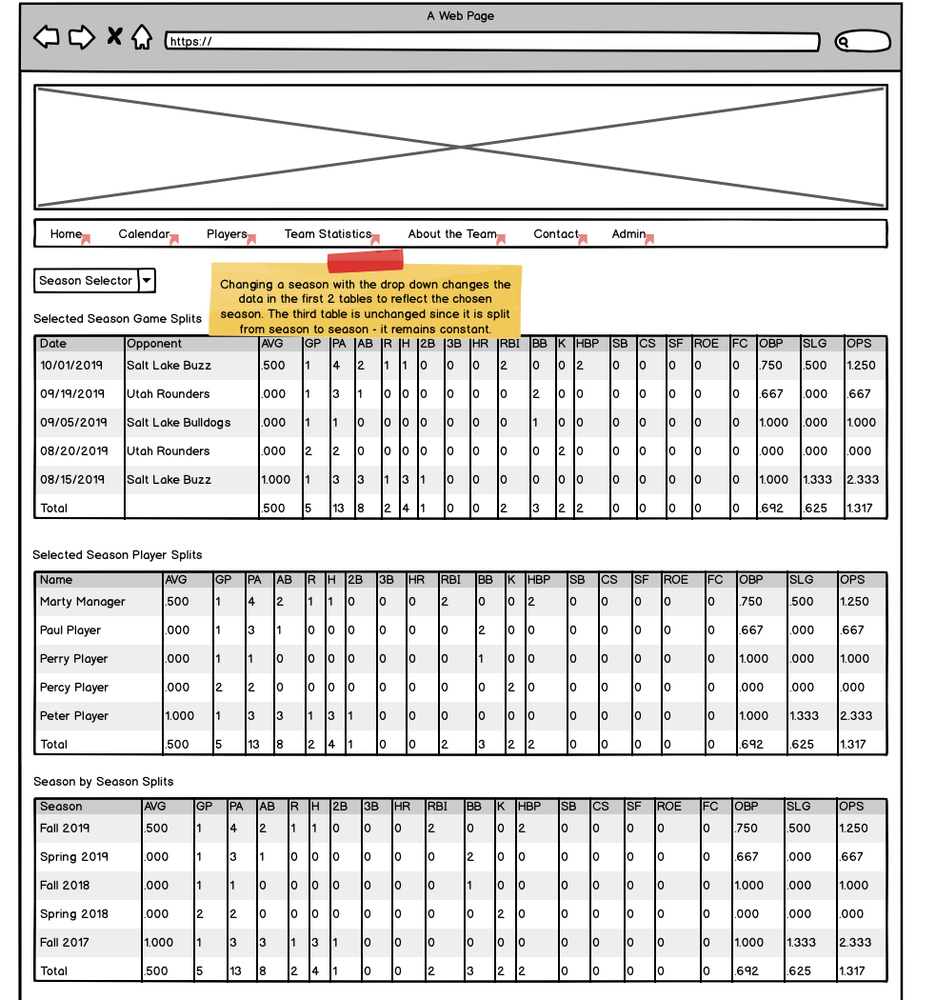 A Web Page
https://
Home Calendar Players Team Statistics About the Team Contact Admin
Season Selector
Changing a season with the drop down changes the
data in the first 2 tables to reflect the chosen
season. The third table is unchanged since it is split
from season to season - it remains constant.
Selected Season Game Splits
Date Opponent AVG GP PA AB R H 2B 3B HR RBI BB K HBP SB CS SF ROE FC OBP SLG OPS
10/01/2019 Salt Lake Buzz .500 1 4 2 1 1 0 0 0 2 0 0 2 0 0 0 0 0 .750 .500 1.250
09/19/2019 Utah Rounders .000 1 3 1 0 0 0 0 0 0 2 0 0 0 0 0 0 0 .667 .000 .667
09/05/2019 Salt Lake Bulldogs .000 1 1 0 0 0 0 0 0 0 1 0 0 0 0 0 0 0 1.000 .000 1.000
08/20/2019 Utah Rounders .000 2 2 0 0 0 0 0 0 0 0 2 0 0 0 0 0 0 .000 .000 .000
08/15/2019 Salt Lake Buzz 1.000 1 3 3 1 3 1 0 0 0 0 0 0 0 0 0 0 0 1.000 1.333 2.333
Total .500 5 13 8 2 4 1 0 0 2 3 2 2 0 0 0 0 0 .692 .625 1.317
Selected Season Player Splits
Name AVG GP PA AB R H 2B 3B HR RBI BB K HBP SB CS SF ROE FC OBP SLG OPS
Marty Manager .500 1 4 2 1 1 0 0 0 2 0 0 2 0 0 0 0 0 .750 .500 1.250
Paul Player .000 1 3 1 0 0 0 0 0 0 2 0 0 0 0 0 0 0 .667 .000 .667
Perry Player .000 1 1 0 0 0 0 0 0 0 1 0 0 0 0 0 0 0 1.000 .000 1.000
Percy Player .000 2 2 0 0 0 0 0 0 0 0 2 0 0 0 0 0 0 .000 .000 .000
Peter Player 1.000 1 3 3 1 3 1 0 0 0 0 0 0 0 0 0 0 0 1.000 1.333 2.333
Total .500 5 13 8 2 4 1 0 0 2 3 2 2 0 0 0 0 0 .692 .625 1.317
Season by Season Splits
Season AVG GP PA AB R H 2B 3B HR RBI BB K HBP SB CS SF ROE FC OBP SLG OPS
Fall 2019 .500 1 4 2 1 1 0 0 0 2 0 0 2 0 0 0 0 0 .750 .500 1.250
Spring 2019 .000 1 3 1 0 0 0 0 0 0 2 0 0 0 0 0 0 0 .667 .000 .667
Fall 2018 .000 1 1 0 0 0 0 0 0 0 1 0 0 0 0 0 0 0 1.000 .000 1.000
Spring 2018 .000 2 2 0 0 0 0 0 0 0 0 2 0 0 0 0 0 0 .000 .000 .000
Fall 2017 1.000 1 3 3 1 3 1 0 0 0 0 0 0 0 0 0 0 0 1.000 1.333 2.333
Total .500 5 13 8 2 4 1 0 0 2 3 2 2 0 0 0 0 0 .692 .625 1.317